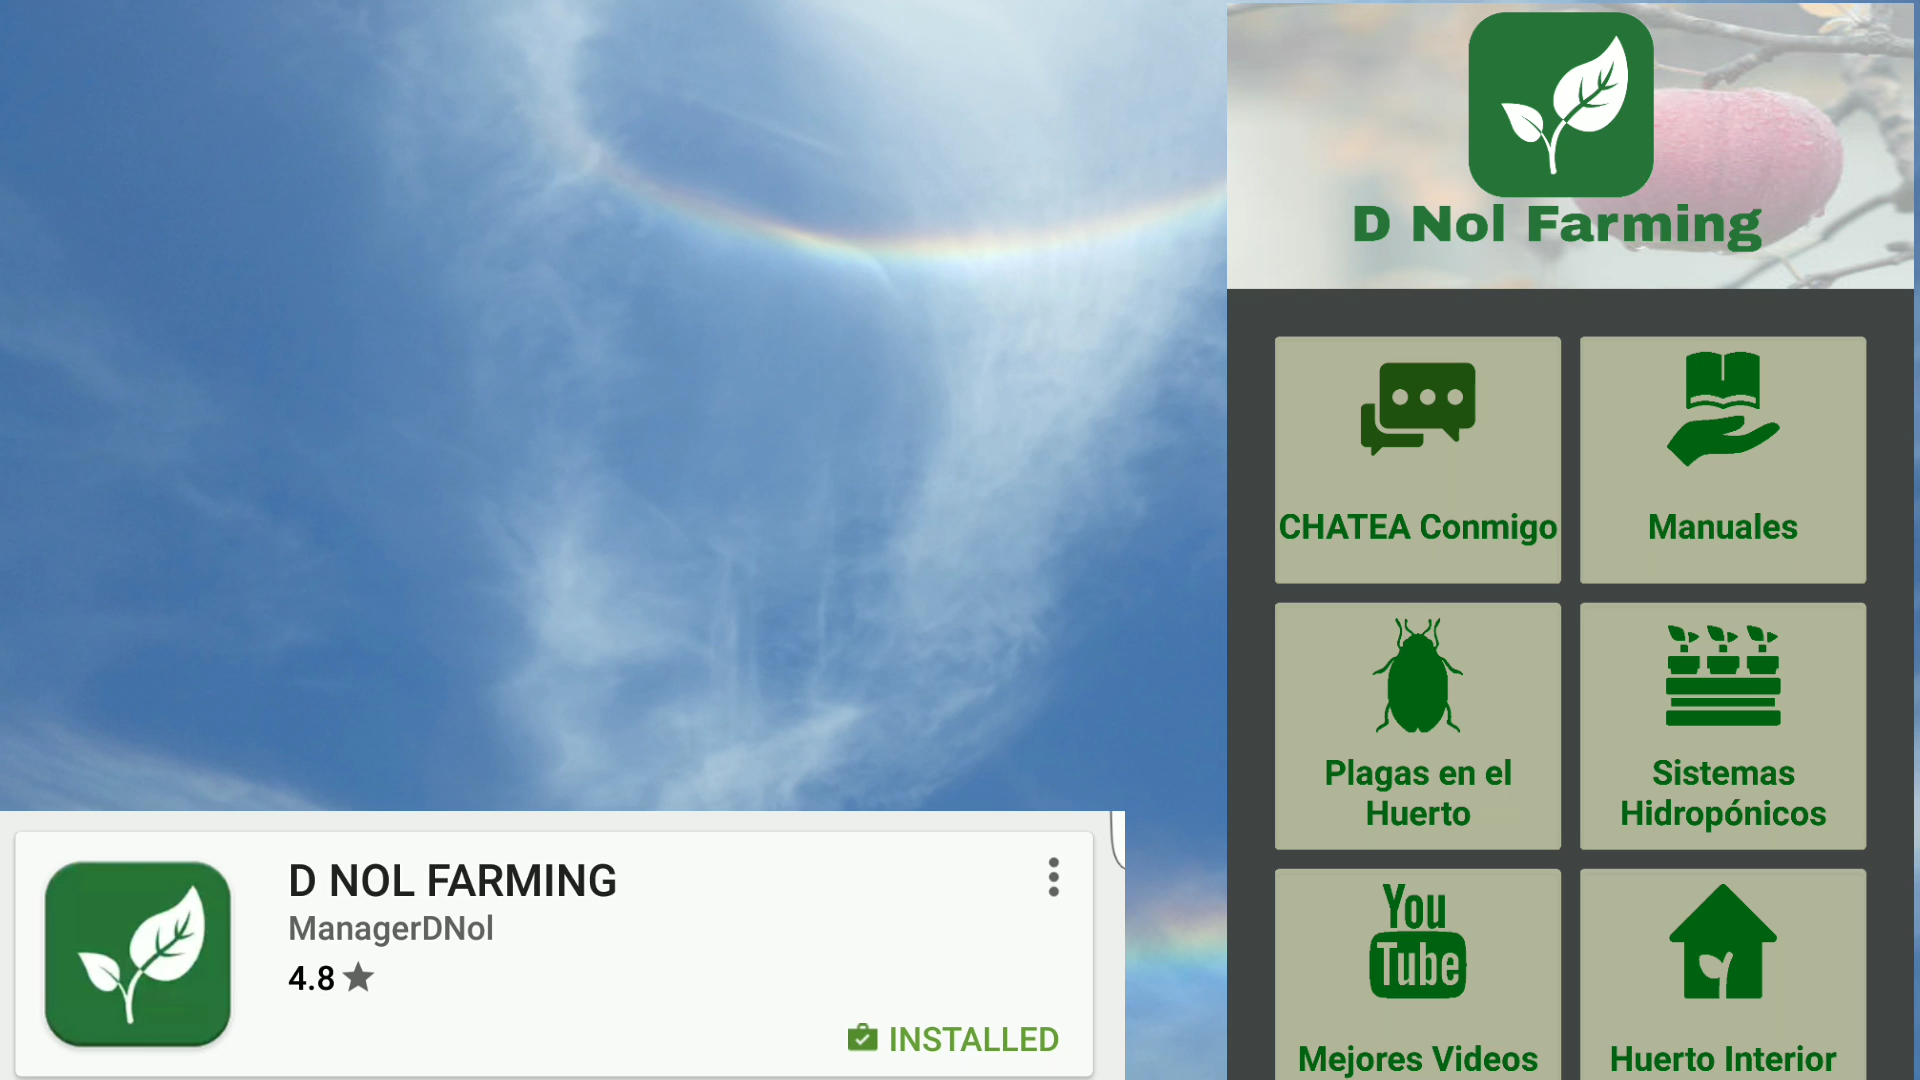 D Nol Farming
CHATEA Conmigo
Manuales
Plagas en el
Huerto
Sistemas
Hidropónicos
You
Tube
Mejores Videos
Huerto Interior
D NOL FARMING
ManagerDNol
4.8
INSTALLED